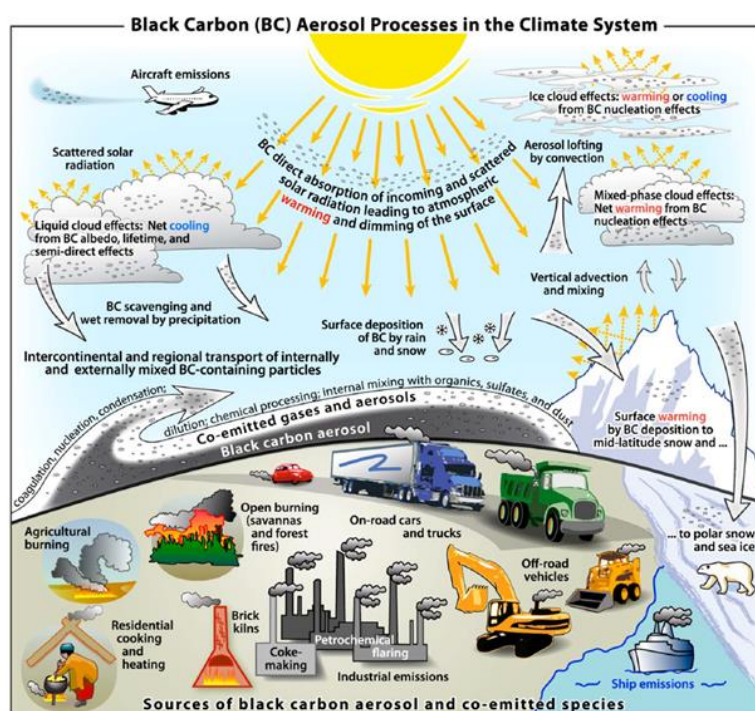 Black Carbon (BC) Aerosol Processes in the Climate System
Aircraft emissions
Ice cloud effects: warming or cooling
from BC nucleation effects
Scattered solar
radiation
BC direct absorption of incoming and scattered
solar radiation leading to atmospheric
warming and dimming of the surface
Aerosol lofting
by convection
Liquid cloud effects: Net cooling
from BC albedo, lifetime, and
semi-direct effects
Mixed-phase cloud effects:
Net warming from BC
nucleation effects
BC scavenging and
wet removal by precipitation
Vertical advection
and mixing
Surface deposition
of BC by rain
and snow
Intercontinental and regional transport of internally
and externally mixed BC-containing particles
coagulation, nucleation, condensation;
dilution; chemical processing; internal mixing with organics, sulfates, and dust
Co-emitted gases and aerosols
Black carbon aerosol
Surface warming
by BC deposition to
mid-latitude snow and ...
... to polar snow
and sea ice
Agricultural
burning
Open burning
(savannas
and forest
fires)
On-road cars
and trucks
Off-road
vehicles
Residential
cooking
and
heating
Brick
kilns
Coke-
making
Petrochemical
flaring
Industrial emissions
Ship emissions
Sources of black carbon aerosol and co-emitted species